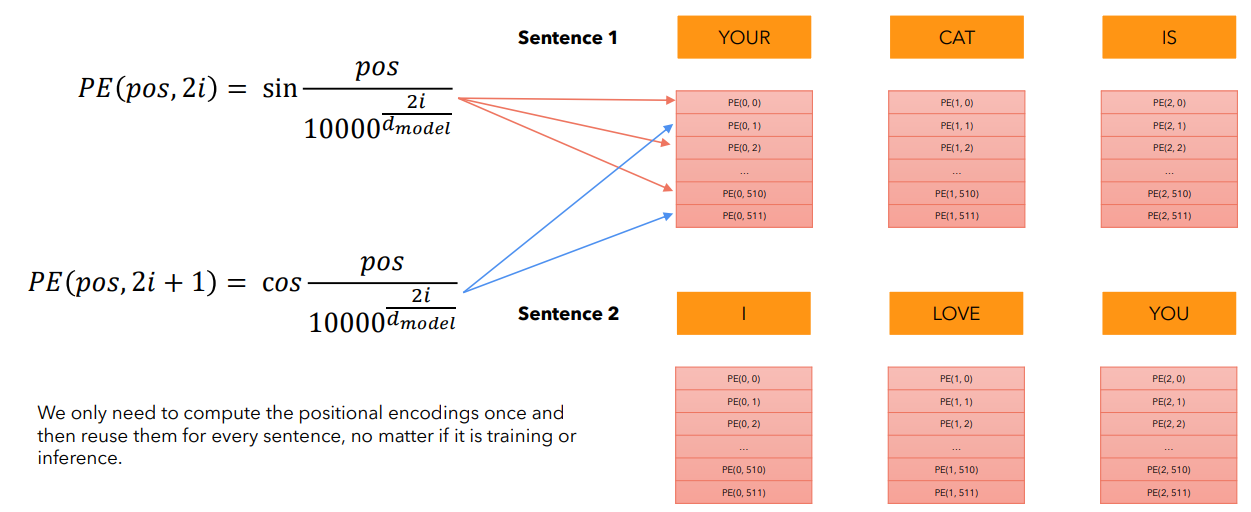 Sentence 1 YOUR CAT IS
PE(pos, 2i) = sin pos / 10000^(2i / d_model)
PE(0, 0) PE(1, 0) PE(2, 0)
PE(0, 1) PE(1, 1) PE(2, 1)
PE(0, 2) PE(1, 2) PE(2, 2)
... ... ...
PE(0, 510) PE(1, 510) PE(2, 510)
PE(0, 511) PE(1, 511) PE(2, 511)
PE(pos, 2i + 1) = cos pos / 10000^(2i / d_model)
Sentence 2 I LOVE YOU
PE(0, 0) PE(1, 0) PE(2, 0)
PE(0, 1) PE(1, 1) PE(2, 1)
PE(0, 2) PE(1, 2) PE(2, 2)
... ... ...
PE(0, 510) PE(1, 510) PE(2, 510)
PE(0, 511) PE(1, 511) PE(2, 511)
We only need to compute the positional encodings once and
then reuse them for every sentence, no matter if it is training or
inference.